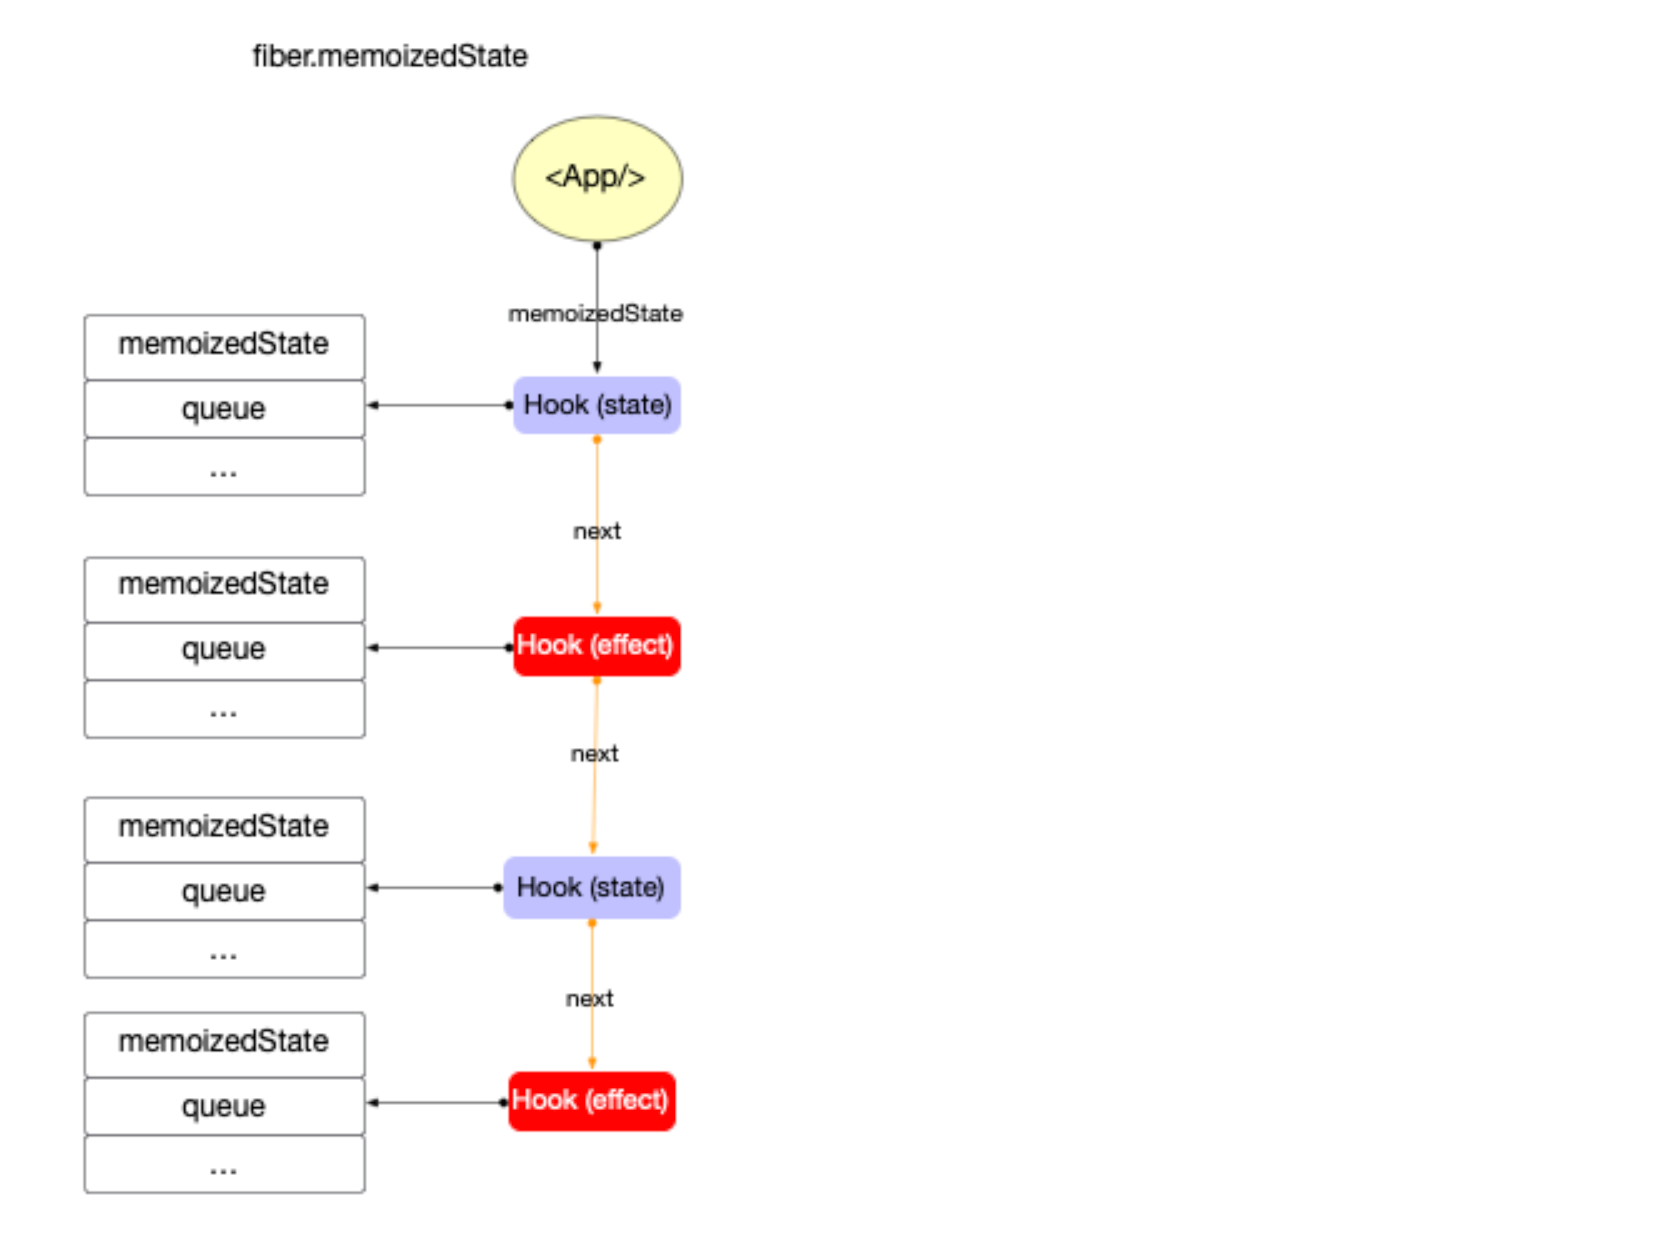 fiber.memoizedState
<App/>
memoizedState
memoizedState
queue
...
Hook (state)
next
memoizedState
queue
...
Hook (effect)
next
memoizedState
queue
...
Hook (state)
next
memoizedState
queue
...
Hook (effect)